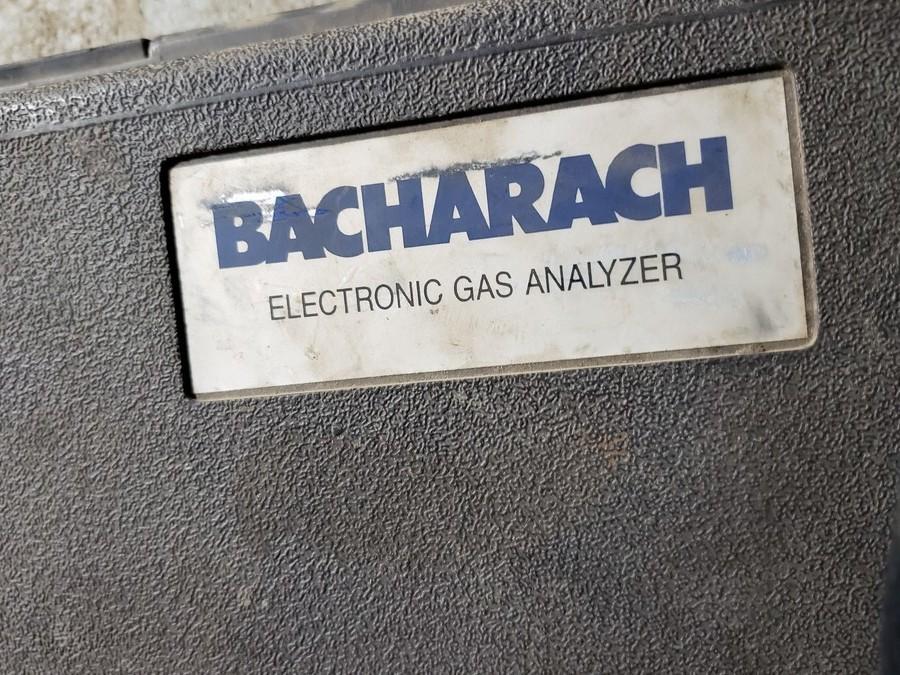 BACHARACH
ELECTRONIC GAS ANALYZER